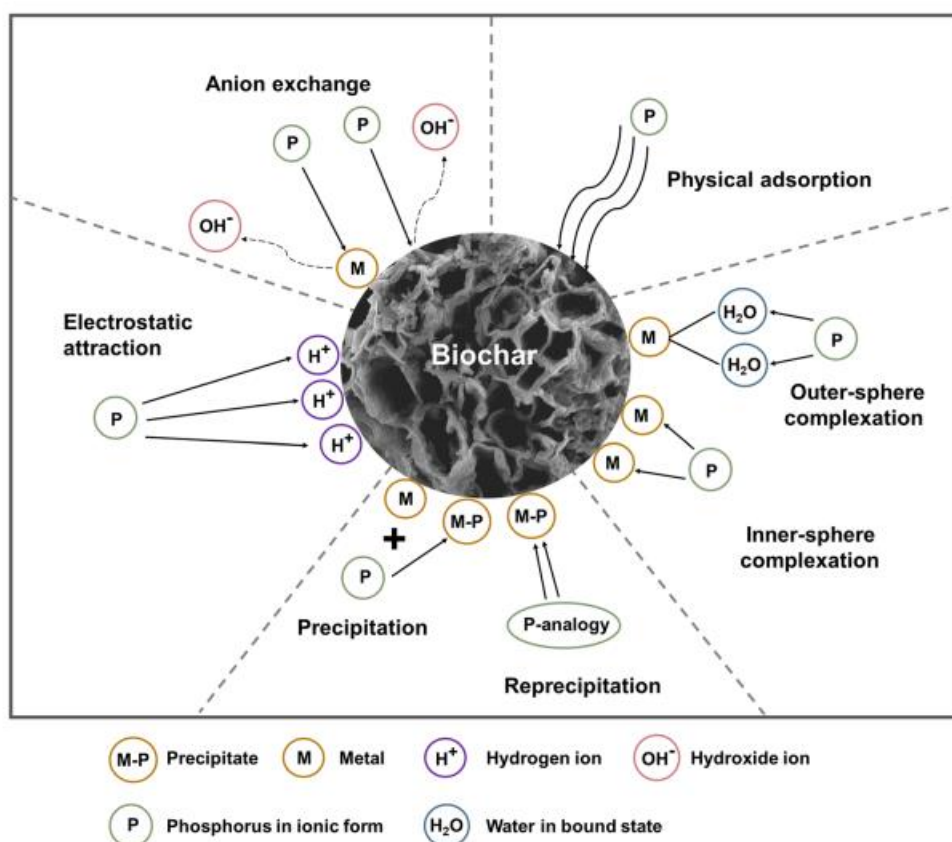 Anion exchange
P
P
OH⁻
OH⁻
M
P
Physical adsorption
Electrostatic
attraction
P
H⁺
H⁺
H⁺
Biochar
M
H₂O
H₂O
P
Outer-sphere
complexation
M
M
P
Inner-sphere
complexation
M
+
P
M-P
Precipitation
M-P
P-analogy
Reprecipitation
M-P Precipitate
M Metal
H⁺ Hydrogen ion
OH⁻ Hydroxide ion
P Phosphorus in ionic form
H₂O Water in bound state